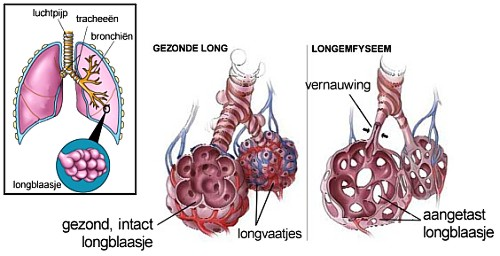 luchtpijp
tracheeën
bronchiën
longblaasje
GEZONDE LONG
gezond, intact
longblaasje
longvaatjes
LONGEMFYSEEM
vernauwing
aangetast
longblaasje